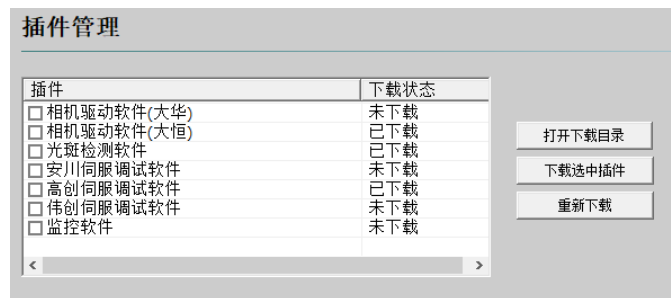 插件管理
插件 下载状态
相机驱动软件(大华) 未下载
相机驱动软件(大恒) 已下载
光斑检测软件 已下载
安川伺服调试软件 未下载
高创伺服调试软件 已下载
伟创伺服调试软件 未下载
监控软件 未下载
打开下载目录
下载选中插件
重新下载